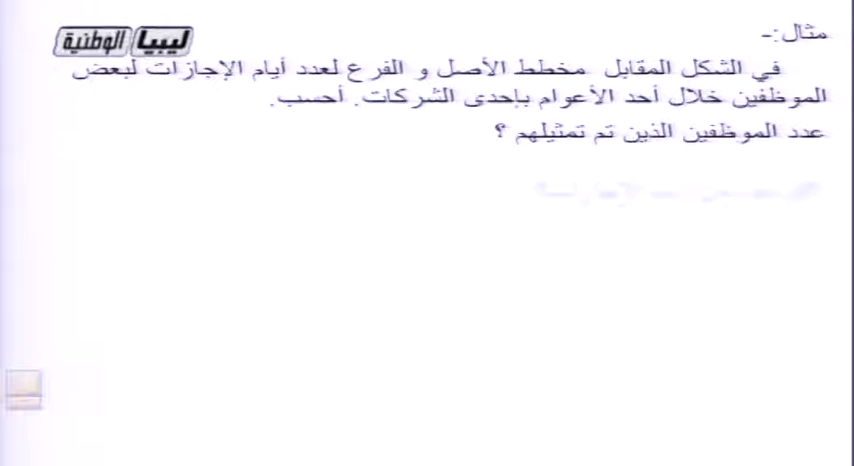 ليبيا الوطنية
مثال:-
في الشكل المقابل مخطط الأصل و الفرع لعدد أيام الإجازات لبعض
الموظفين خلال أحد الأعوام بإحدى الشركات. أحسب.
عدد الموظفين الذين تم تمثيلهم ؟